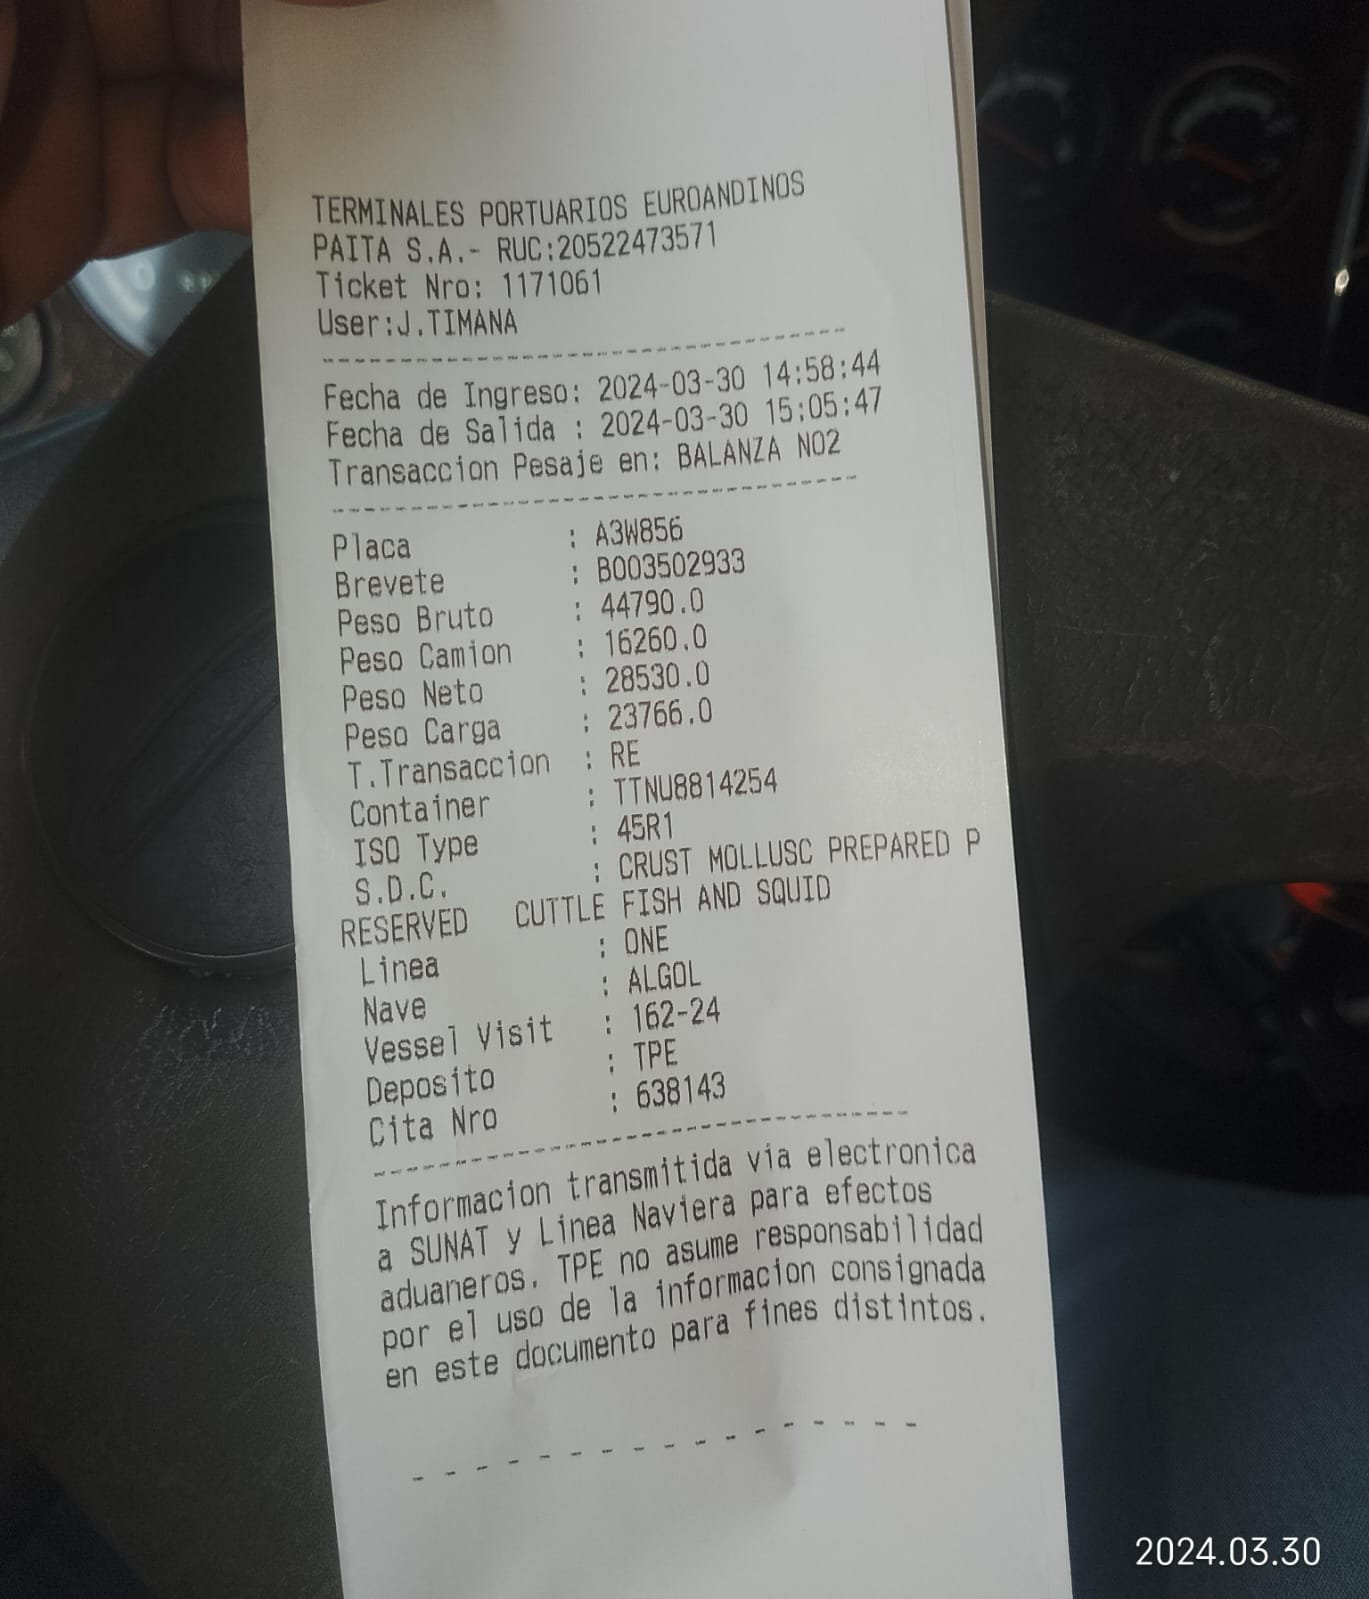 TERMINALES PORTUARIOS EUROANDINOS
PAITA S.A.- RUC:20522473571
Ticket Nro: 1171061
User:J.TIMANA
--------------------------------------
Fecha de Ingreso: 2024-03-30 14:58:44
Fecha de Salida : 2024-03-30 15:05:47
Transaccion Pesaje en: BALANZA NO2
--------------------------------------
Placa : A3W856
Brevete : B003502933
Peso Bruto : 44790.0
Peso Camion : 16260.0
Peso Neto : 28530.0
Peso Carga : 23766.0
T.Transaccion : RE
Container : TTNU8814254
ISO Type : 45R1
S.D.C. : CRUST MOLLUSC PREPARED P
RESERVED CUTTLE FISH AND SQUID
Linea : ONE
Nave : ALGOL
Vessel Visit : 162-24
Deposito : TPE
Cita Nro : 638143
--------------------------------------
Informacion transmitida via electronica
a SUNAT y Linea Naviera para efectos
aduaneros. TPE no asume responsabilidad
por el uso de la informacion consignada
en este documento para fines distintos.
- - - - - - - - - - - - - - - - -
2024.03.30